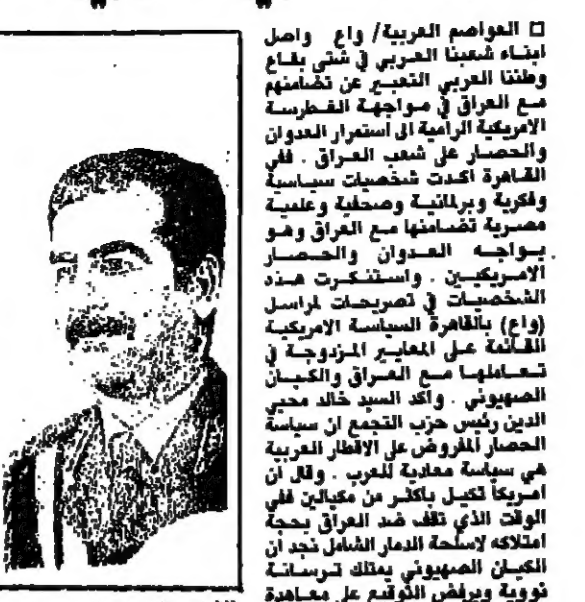 □ العواصم العربية/ واع واصل
ابناء شعبنا العربي في شتى بقاع
وطننا العربي التعبير عن تضامنهم
مع العراق في مواجهة الغطرسة
الامريكية الرامية الى استمرار العدوان
والحصار على شعب العراق . ففي
القاهرة اكدت شخصيات سياسية
وفكرية وبرلمانية وصحفية وعلمية
مصرية تضامنها مع العراق وهو
يواجه العدوان والحصار
الامريكيين . واستنكرت هذه
الشخصيات في تصريحات لمراسل
(واع) بالقاهرة السياسة الامريكية
القائمة على المعايير المزدوجة في
تعاملها مع العراق والكيان
الصهيوني . واكد السيد خالد محيي
الدين رئيس حزب التجمع ان سياسة
الحصار المفروض على الاقطار العربية
هي سياسة معادية للعرب . وقال ان
امريكا تكيل باكثر من مكيالين ففي
الوقت الذي تقف ضد العراق بحجة
امتلاكه لاسلحة الدمار الشامل نجد ان
الكيان الصهيوني يمتلك ترسانة
نووية ويرفض التوقيع على معاهدة